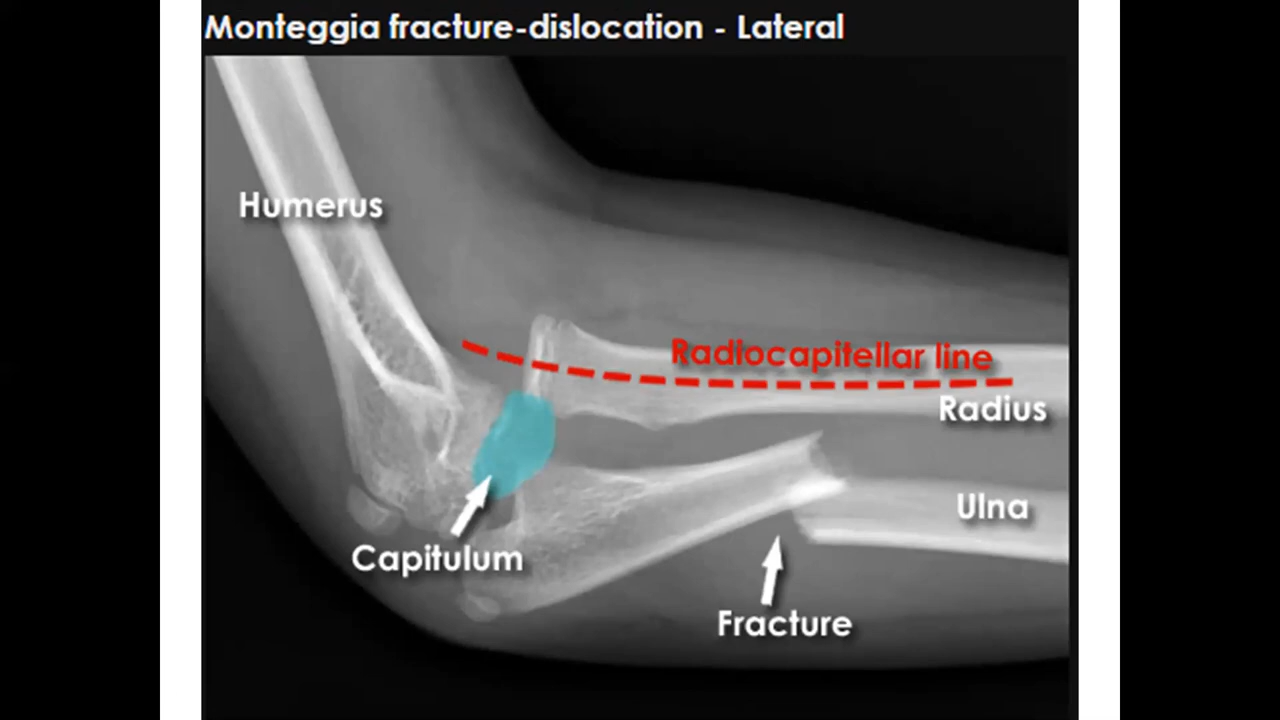 Monteggia fracture-dislocation - Lateral
Humerus
Radiocapitellar line
Radius
Ulna
Capitulum
Fracture